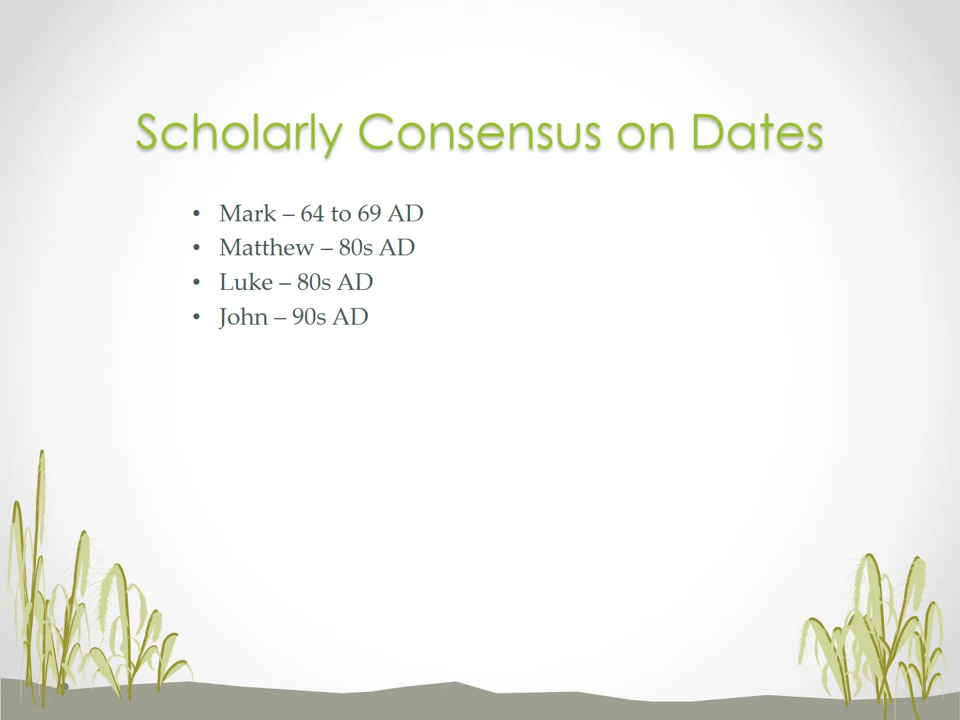 Scholarly Consensus on Dates
• Mark – 64 to 69 AD
• Matthew – 80s AD
• Luke – 80s AD
• John – 90s AD